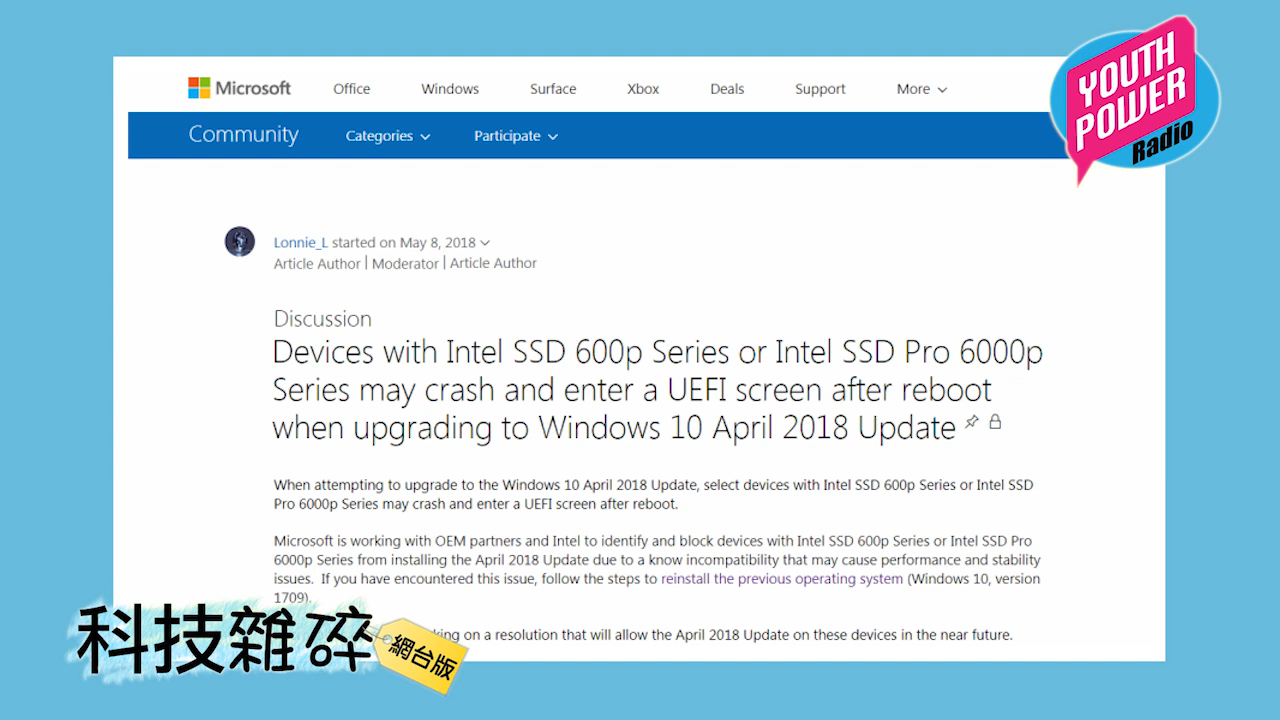 Microsoft Office Windows Surface Xbox Deals Support More
YOUTH
POWER
Radio
Community Categories Participate
Lonnie_L started on May 8, 2018
Article Author | Moderator | Article Author
Discussion
Devices with Intel SSD 600p Series or Intel SSD Pro 6000p
Series may crash and enter a UEFI screen after reboot
when upgrading to Windows 10 April 2018 Update
When attempting to upgrade to the Windows 10 April 2018 Update, select devices with Intel SSD 600p Series or Intel SSD
Pro 6000p Series may crash and enter a UEFI screen after reboot.
Microsoft is working with OEM partners and Intel to identify and block devices with Intel SSD 600p Series or Intel SSD Pro
6000p Series from installing the April 2018 Update due to a know incompatibility that may cause performance and stability
issues. If you have encountered this issue, follow the steps to reinstall the previous operating system (Windows 10, version
1709).
on a resolution that will allow the April 2018 Update on these devices in the near future.
科技雜碎
網台版